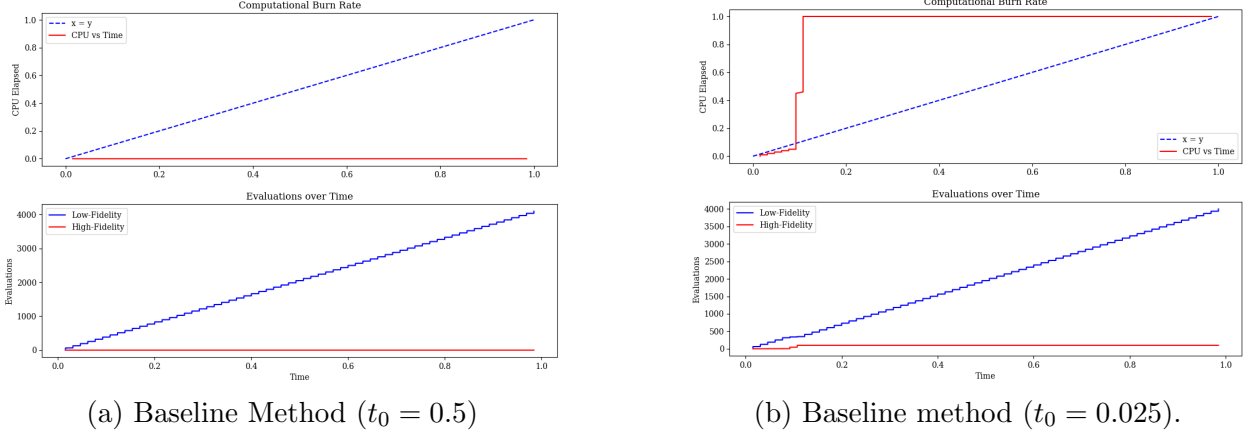 Computational Burn Rate
1.0
0.8
0.6
0.4
0.2
0.0
CPU Elapsed
x = y
CPU vs Time
0.0 0.2 0.4 0.6 0.8 1.0
Evaluations over Time
4000
3000
2000
1000
0
Evaluations
Low-Fidelity
High-Fidelity
0.0 0.2 0.4 0.6 0.8 1.0
Time
(a) Baseline Method (t₀ = 0.5)
Computational Burn Rate
1.0
0.8
0.6
0.4
0.2
0.0
CPU Elapsed
x = y
CPU vs Time
0.0 0.2 0.4 0.6 0.8 1.0
Evaluations over Time
4000
3500
3000
2500
2000
1500
1000
500
0
Evaluations
Low-Fidelity
High-Fidelity
0.0 0.2 0.4 0.6 0.8 1.0
Time
(b) Baseline method (t₀ = 0.025).